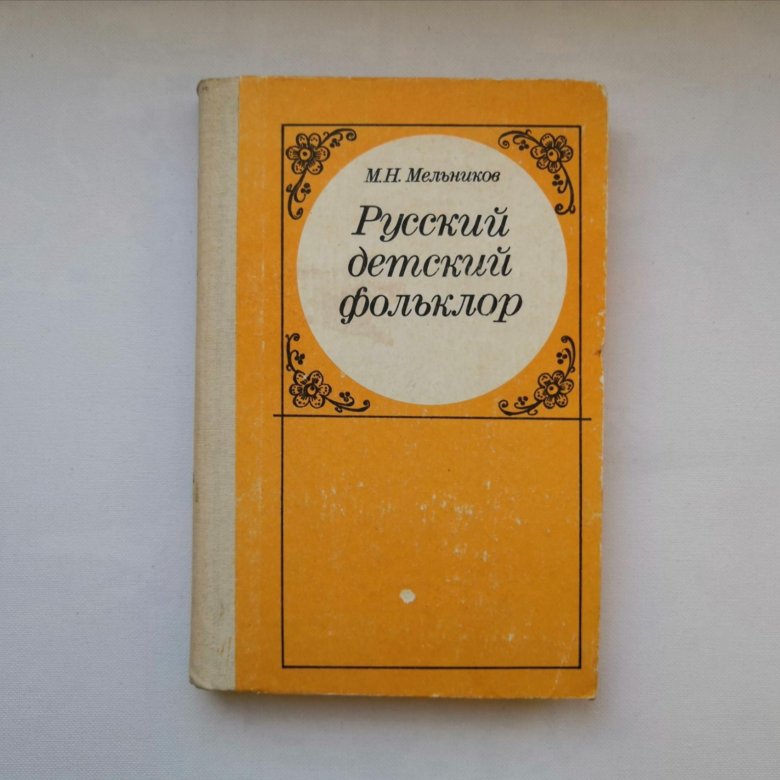 М.Н. Мельников
Русский
детский
фольклор